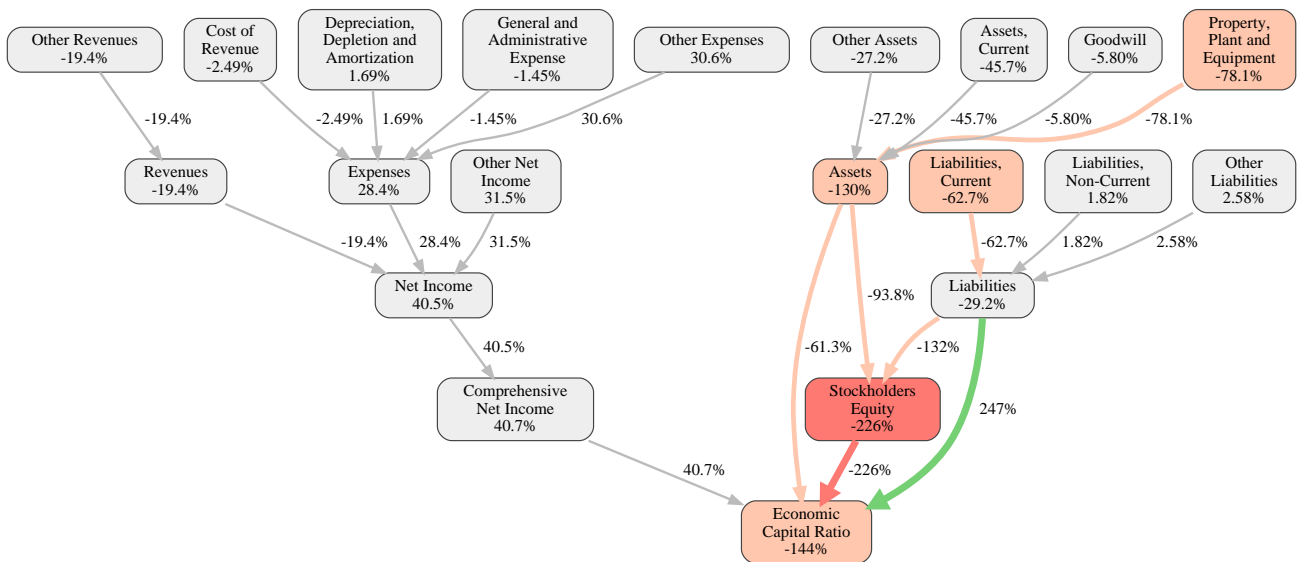 Other Revenues
-19.4%
Cost of
Revenue
-2.49%
Depreciation,
Depletion and
Amortization
1.69%
General and
Administrative
Expense
-1.45%
Other Expenses
30.6%
Other Assets
-27.2%
Assets,
Current
-45.7%
Goodwill
-5.80%
Property,
Plant and
Equipment
-78.1%
-19.4%
-2.49%
1.69%
-1.45%
30.6%
-27.2%
-45.7%
-5.80%
-78.1%
Revenues
-19.4%
Expenses
28.4%
Other Net
Income
31.5%
Assets
-130%
Liabilities,
Current
-62.7%
Liabilities,
Non-Current
1.82%
Other
Liabilities
2.58%
-19.4%
28.4%
31.5%
-62.7%
1.82%
2.58%
Net Income
40.5%
-93.8%
Liabilities
-29.2%
40.5%
-61.3%
-132%
Comprehensive
Net Income
40.7%
Stockholders
Equity
-226%
247%
40.7%
-226%
Economic
Capital Ratio
-144%